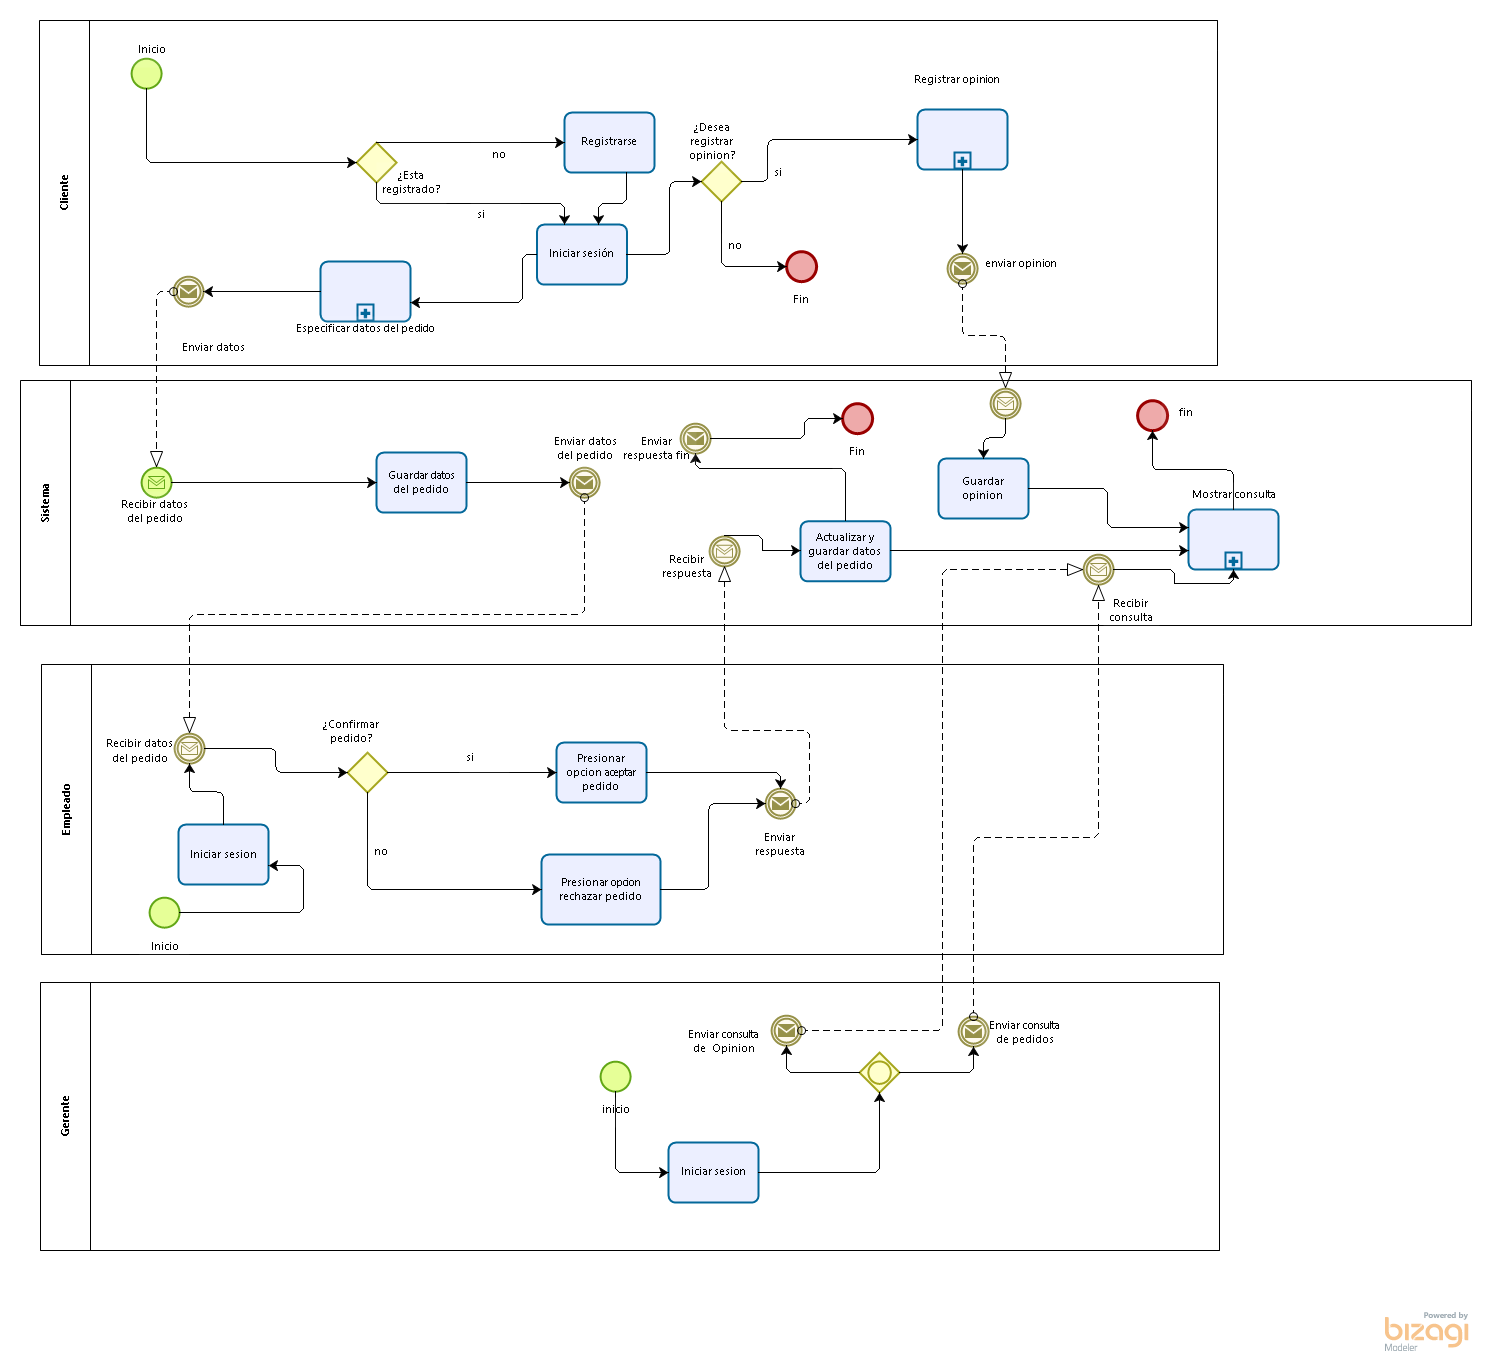 Cliente
Inicio
¿Esta
registrado?
no
si
Registrarse
Iniciar sesión
¿Desea
registrar
opinion?
si
no
Fin
Registrar opinion
enviar opinion
Especificar datos del pedido
Enviar datos
Sistema
Recibir datos
del pedido
Guardar datos
del pedido
Enviar datos
del pedido
Enviar
respuesta fin
Fin
Recibir
respuesta
Actualizar y
guardar datos
del pedido
Guardar
opinion
fin
Mostrar consulta
Recibir
consulta
Empleado
Recibir datos
del pedido
Iniciar sesion
Inicio
¿Confirmar
pedido?
si
no
Presionar
opcion aceptar
pedido
Presionar opcion
rechazar pedido
Enviar
respuesta
Gerente
inicio
Iniciar sesion
Enviar consulta
de Opinion
Enviar consulta
de pedidos
Powered by
bizagi
Modeler